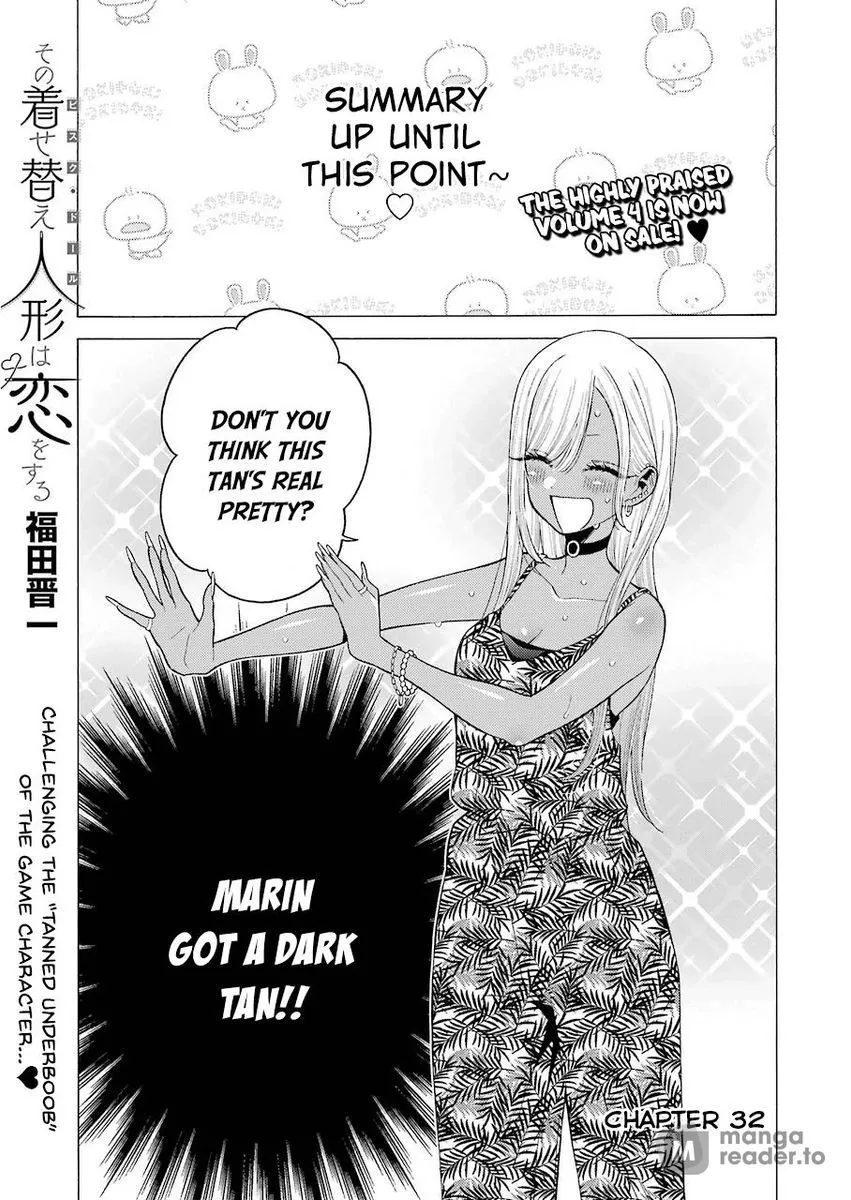 SUMMARY
UP UNTIL
THIS POINT~
♡
THE HIGHLY PRAISED
VOLUME 4 IS NOW
ON SALE! ♥
その着せ替え人形は恋をする
ビスク・ドール
福田晋一
DON'T YOU
THINK THIS
TAN'S REAL
PRETTY?
MARIN
GOT A DARK
TAN!!
CHALLENGING THE "TANNED UNDERBOOB"
OF THE GAME CHARACTER...♥
CHAPTER 32
manga
reader.to